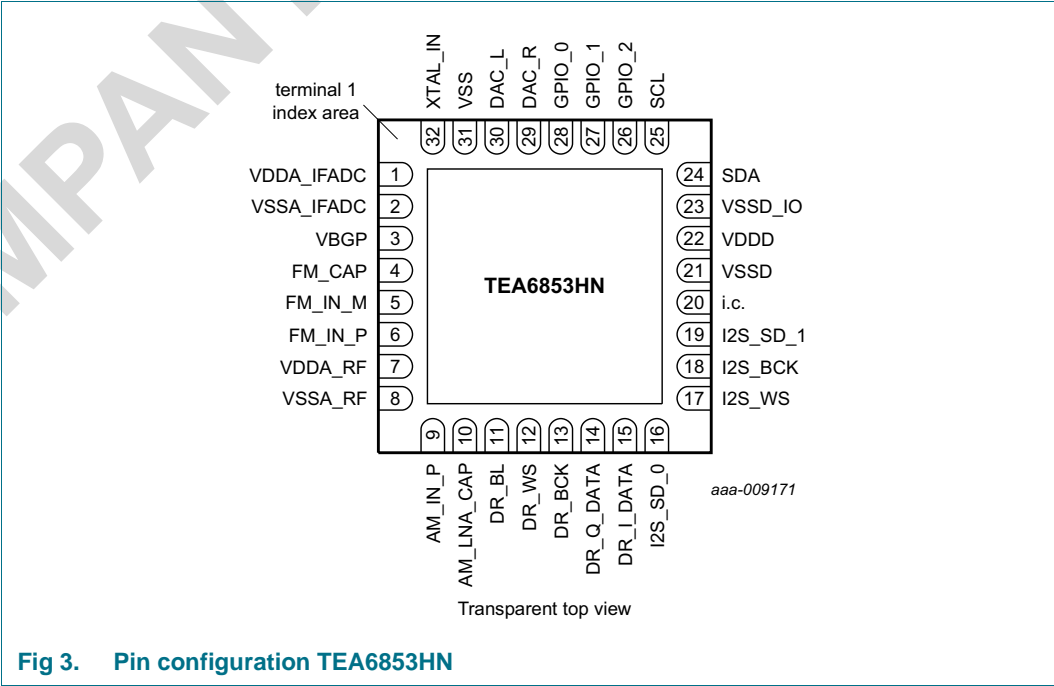 MPAN
terminal 1
index area
XTAL_IN
VSS
DAC_L
DAC_R
GPIO_0
GPIO_1
GPIO_2
SCL
32
31
30
29
28
27
26
25
VDDA_IFADC 1
VSSA_IFADC 2
VBGP 3
FM_CAP 4
FM_IN_M 5
FM_IN_P 6
VDDA_RF 7
VSSA_RF 8
TEA6853HN
24 SDA
23 VSSD_IO
22 VDDD
21 VSSD
20 i.c.
19 I2S_SD_1
18 I2S_BCK
17 I2S_WS
9
10
11
12
13
14
15
16
AM_IN_P
AM_LNA_CAP
DR_BL
DR_WS
DR_BCK
DR_Q_DATA
DR_I_DATA
I2S_SD_0
aaa-009171
Transparent top view
Fig 3. Pin configuration TEA6853HN